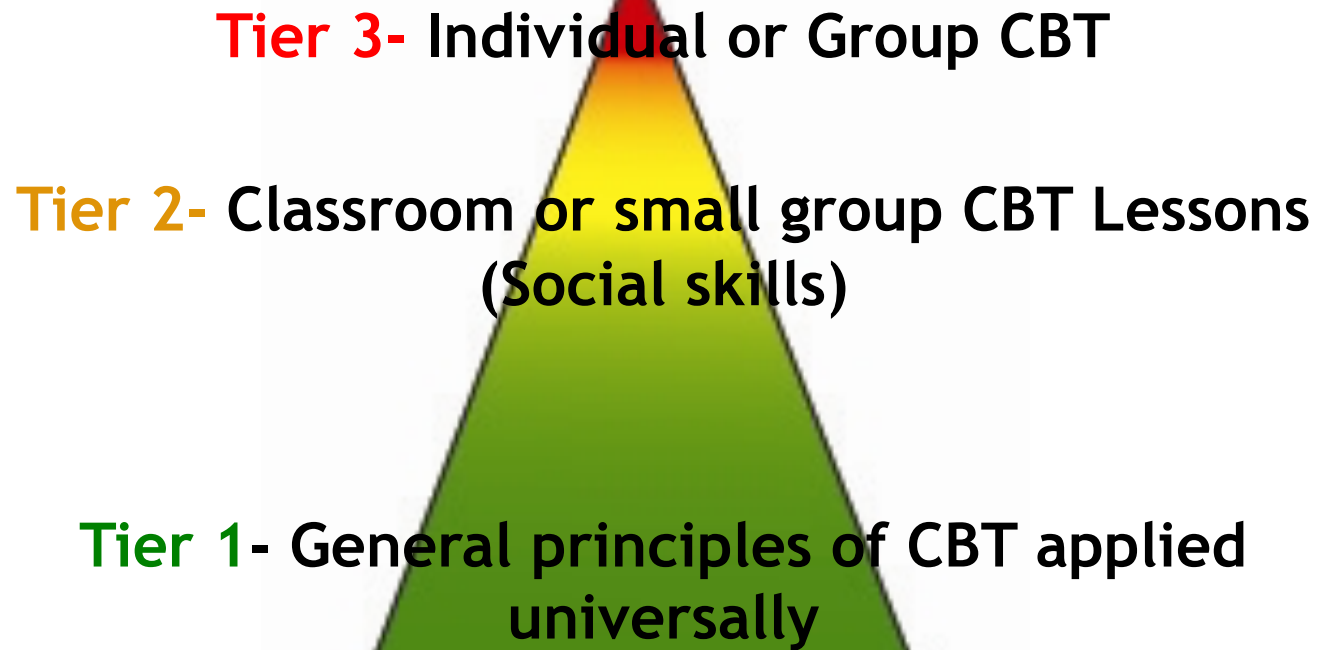 Tier 3- Individual or Group CBT
Tier 2- Classroom or small group CBT Lessons
(Social skills)
Tier 1- General principles of CBT applied
universally